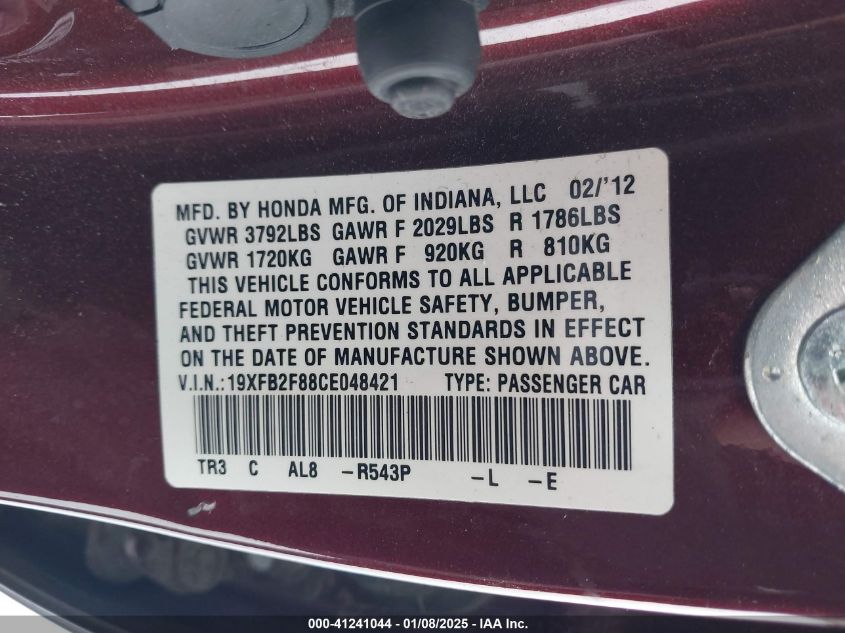 MFD. BY HONDA MFG. OF INDIANA, LLC 02/'12
GVWR 3792LBS GAWR F 2029LBS R 1786LBS
GVWR 1720KG GAWR F 920KG R 810KG
THIS VEHICLE CONFORMS TO ALL APPLICABLE
FEDERAL MOTOR VEHICLE SAFETY, BUMPER,
AND THEFT PREVENTION STANDARDS IN EFFECT
ON THE DATE OF MANUFACTURE SHOWN ABOVE.
V.I.N.: 19XFB2F88CE048421 TYPE: PASSENGER CAR
TR3 C AL8 -R543P -L -E
000-41241044 - 01/08/2025 - IAA Inc.